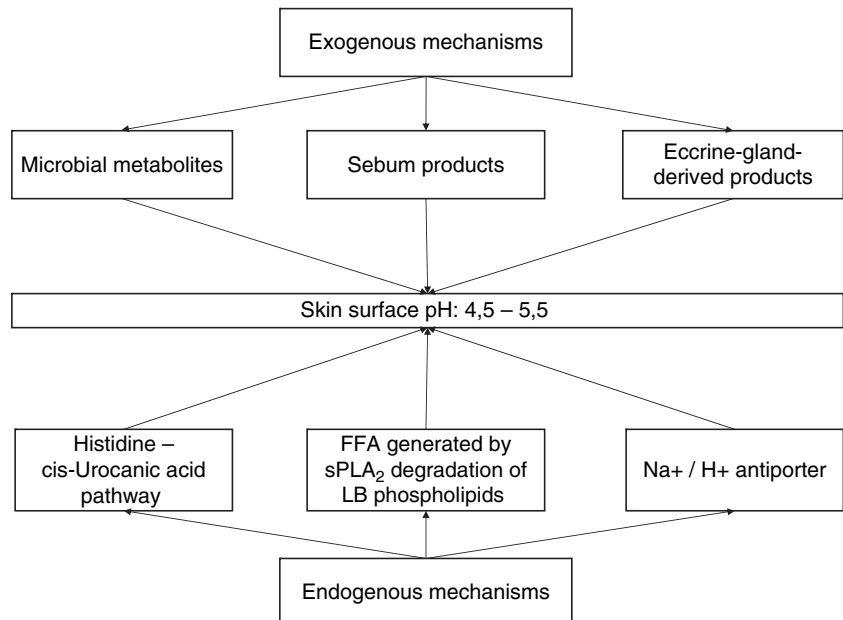 Exogenous mechanisms
Microbial metabolites
Sebum products
Eccrine-gland-
derived products
Skin surface pH: 4,5 – 5,5
Histidine –
cis-Urocanic acid
pathway
FFA generated by
sPLA₂ degradation of
LB phospholipids
Na+ / H+ antiporter
Endogenous mechanisms